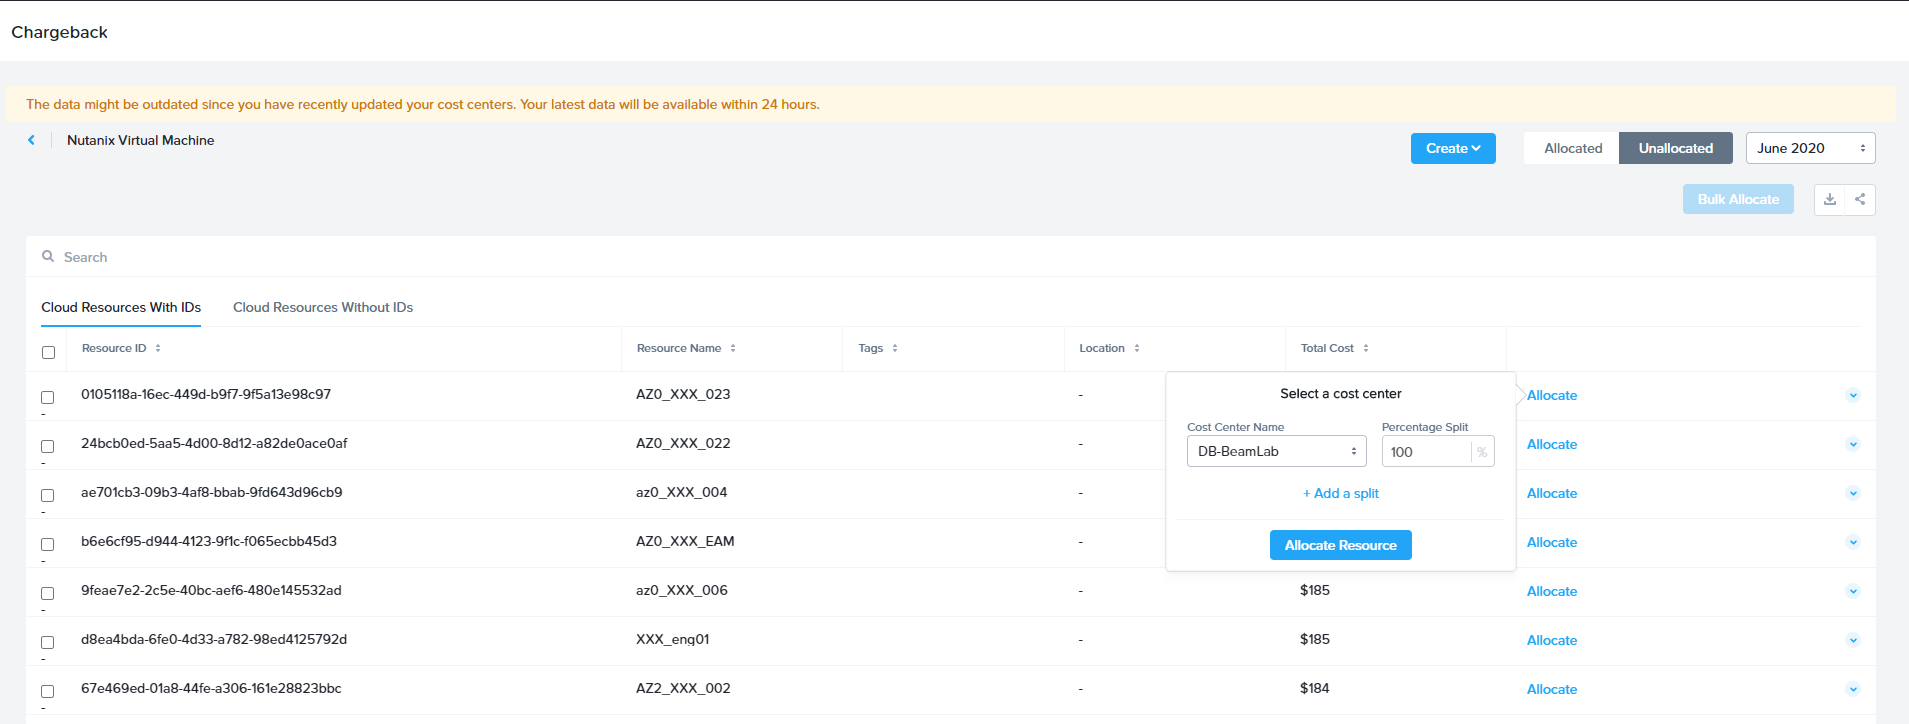 Chargeback
The data might be outdated since you have recently updated your cost centers. Your latest data will be available within 24 hours.
Nutanix Virtual Machine
Create
Allocated
Unallocated
June 2020
Bulk Allocate
Search
Cloud Resources With IDs
Cloud Resources Without IDs
Resource ID
Resource Name
Tags
Location
Total Cost
0105118a-16ec-449d-b9f7-9f5a13e98c97
AZ0_XXX_023
-
Allocate
-
24bcb0ed-5aa5-4d00-8d12-a82de0ace0af
AZ0_XXX_022
-
Allocate
-
ae701cb3-09b3-4af8-bbab-9fd643d96cb9
az0_XXX_004
-
Allocate
-
b6e6cf95-d944-4123-9f1c-f065ecbb45d3
AZ0_XXX_EAM
-
Allocate
-
9feae7e2-2c5e-40bc-aef6-480e145532ad
az0_XXX_006
-
$185
Allocate
-
d8ea4bda-6fe0-4d33-a782-98ed4125792d
XXX_eng01
-
$185
Allocate
-
67e469ed-01a8-44fe-a306-161e28823bbc
AZ2_XXX_002
-
$184
Allocate
-
Select a cost center
Cost Center Name
Percentage Split
DB-BeamLab
100 %
+ Add a split
Allocate Resource